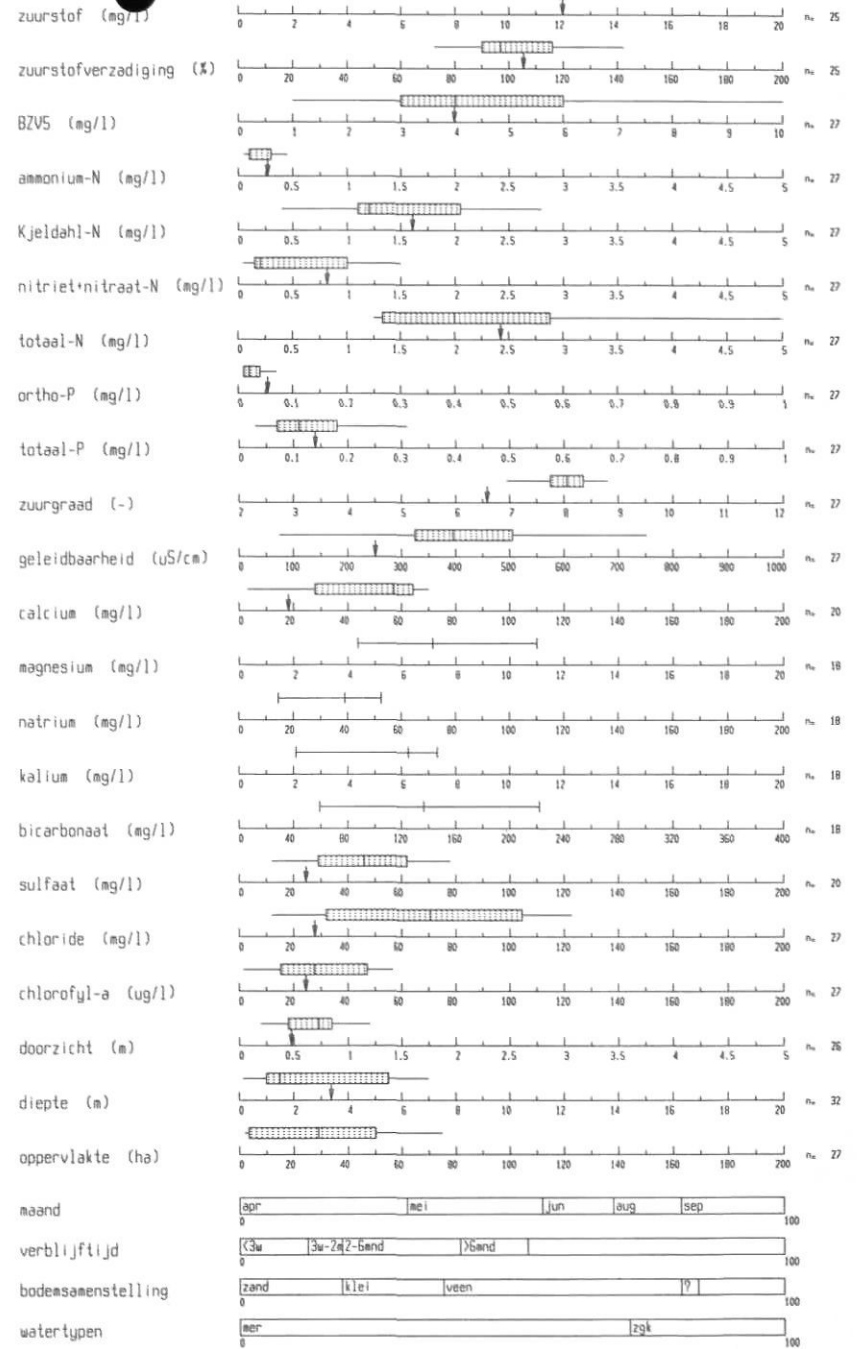 zuurstof (mg/l) 0 2 4 6 8 10 12 14 16 18 20 n= 25
zuurstofverzadiging (%) 0 20 40 60 80 100 120 140 160 180 200 n= 25
BZV5 (mg/l) 0 1 2 3 4 5 6 7 8 9 10 n= 27
ammonium-N (mg/l) 0 0.5 1 1.5 2 2.5 3 3.5 4 4.5 5 n= 27
Kjeldahl-N (mg/l) 0 0.5 1 1.5 2 2.5 3 3.5 4 4.5 5 n= 27
nitriet+nitraat-N (mg/l) 0 0.5 1 1.5 2 2.5 3 3.5 4 4.5 5 n= 27
totaal-N (mg/l) 0 0.5 1 1.5 2 2.5 3 3.5 4 4.5 5 n= 27
ortho-P (mg/l) 0 0.1 0.2 0.3 0.4 0.5 0.6 0.7 0.8 0.9 1 n= 27
totaal-P (mg/l) 0 0.1 0.2 0.3 0.4 0.5 0.6 0.7 0.8 0.9 1 n= 27
zuurgraad (-) 2 3 4 5 6 7 8 9 10 11 12 n= 27
geleidbaarheid (uS/cm) 0 100 200 300 400 500 600 700 800 900 1000 n= 27
calcium (mg/l) 0 20 40 60 80 100 120 140 160 180 200 n= 20
magnesium (mg/l) 0 2 4 6 8 10 12 14 16 18 20 n= 18
natrium (mg/l) 0 20 40 60 80 100 120 140 160 180 200 n= 18
kalium (mg/l) 0 2 4 6 8 10 12 14 16 18 20 n= 18
bicarbonaat (mg/l) 0 40 80 120 160 200 240 280 320 360 400 n= 18
sulfaat (mg/l) 0 20 40 60 80 100 120 140 160 180 200 n= 20
chloride (mg/l) 0 20 40 60 80 100 120 140 160 180 200 n= 27
chlorofyl-a (ug/l) 0 20 40 60 80 100 120 140 160 180 200 n= 27
doorzicht (m) 0 0.5 1 1.5 2 2.5 3 3.5 4 4.5 5 n= 26
diepte (m) 0 2 4 6 8 10 12 14 16 18 20 n= 32
oppervlakte (ha) 0 20 40 60 80 100 120 140 160 180 200 n= 27
maand apr mei jun aug sep
0 100
verblijftijd <3w 3w-2m 2-6mnd >6mnd
0 100
bodemsamenstelling zand klei veen ?
0 100
watertypen mer zgk
0 100